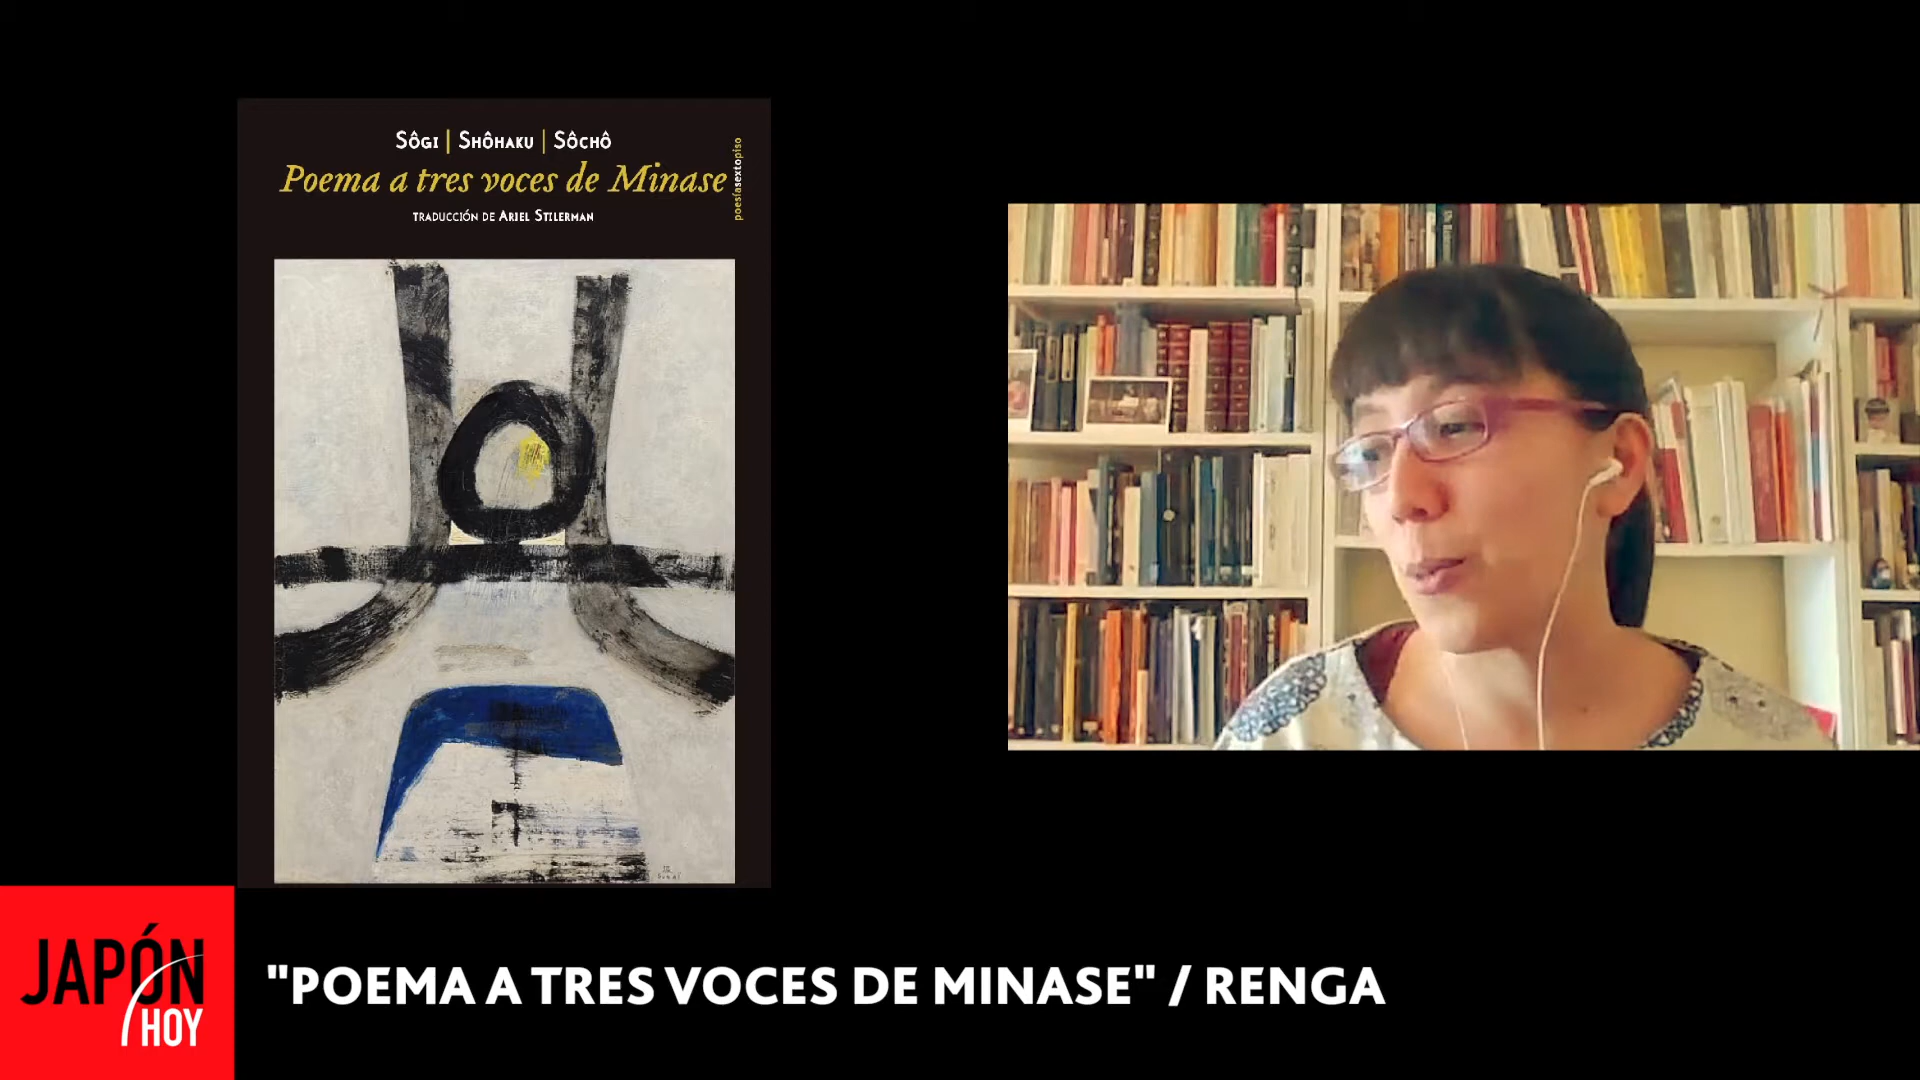 SÔGI | SHÔHAKU | SÔCHÔ
Poema a tres voces de Minase
TRADUCCIÓN DE ARIEL STILERMAN
poesíasextopiso
JAPÓN
HOY
"POEMA A TRES VOCES DE MINASE" / RENGA